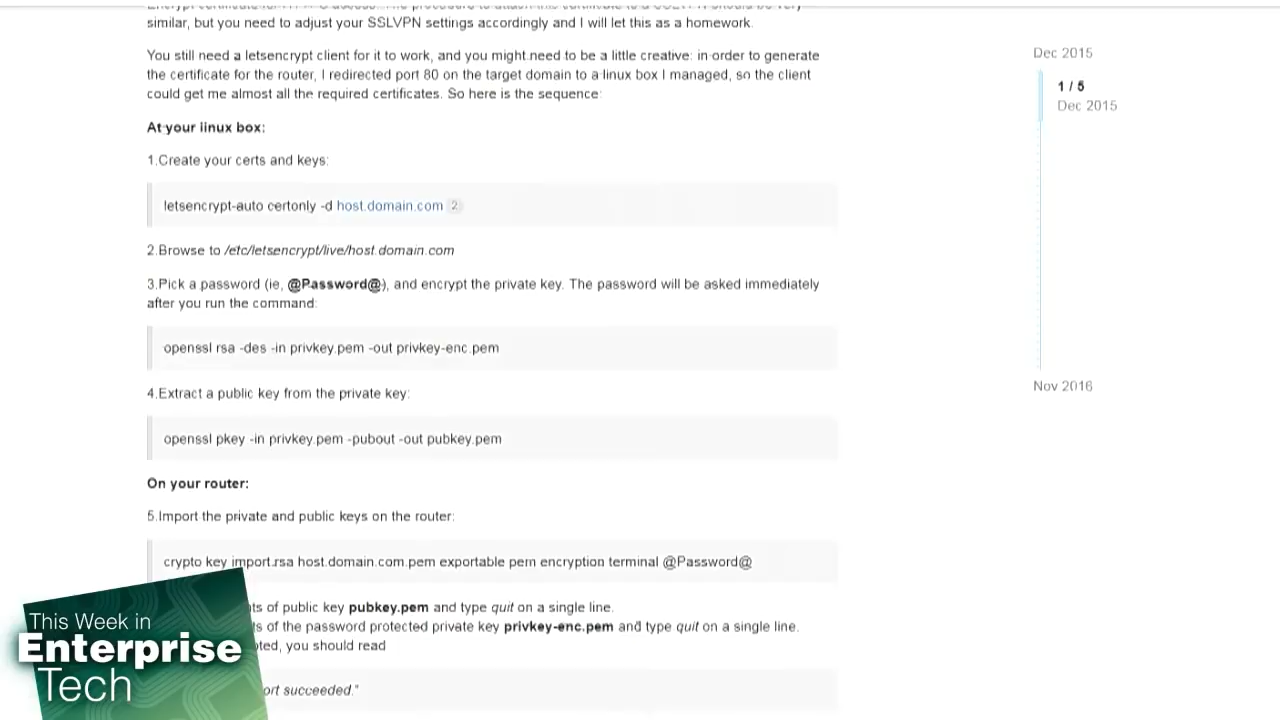 similar, but you need to adjust your SSLVPN settings accordingly and I will let this as a homework.
You still need a letsencrypt client for it to work, and you might need to be a little creative: in order to generate
the certificate for the router, I redirected port 80 on the target domain to a linux box I managed, so the client
could get me almost all the required certificates. So here is the sequence:
At your linux box:
1.Create your certs and keys:
letsencrypt-auto certonly -d host.domain.com 2
2.Browse to /etc/letsencrypt/live/host.domain.com
3.Pick a password (ie, @Password@), and encrypt the private key. The password will be asked immediately
after you run the command:
openssl rsa -des -in privkey.pem -out privkey-enc.pem
4.Extract a public key from the private key:
openssl pkey -in privkey.pem -pubout -out pubkey.pem
On your router:
5.Import the private and public keys on the router:
crypto key import rsa host.domain.com.pem exportable pem encryption terminal @Password@
ts of public key pubkey.pem and type quit on a single line.
ts of the password protected private key privkey-enc.pem and type quit on a single line.
oted, you should read
ort succeeded."
Dec 2015
1 / 5
Dec 2015
Nov 2016
This Week in
Enterprise
Tech